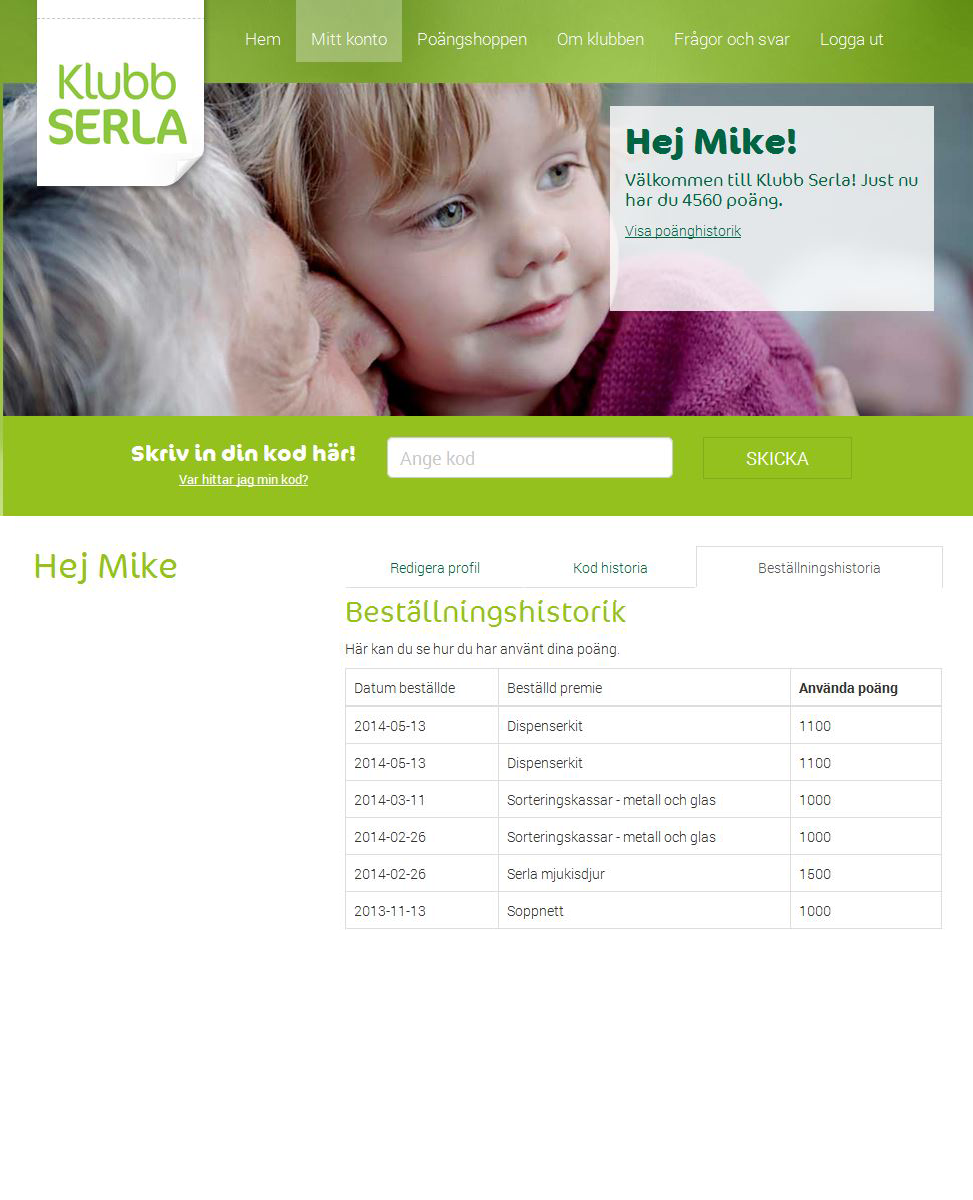 Klubb
SERLA
Hem Mitt konto Poängshoppen Om klubben Frågor och svar Logga ut
Hej Mike!
Välkommen till Klubb Serla! Just nu
har du 4560 poäng.
Visa poänghistorik
Skriv in din kod här!
Var hittar jag min kod?
Ange kod
SKICKA
Hej Mike
Redigera profil Kod historia Beställningshistoria
Beställningshistorik
Här kan du se hur du har använt dina poäng.
Datum beställde Beställd premie Använda poäng
2014-05-13 Dispenserkit 1100
2014-05-13 Dispenserkit 1100
2014-03-11 Sorteringskassar - metall och glas 1000
2014-02-26 Sorteringskassar - metall och glas 1000
2014-02-26 Serla mjukisdjur 1500
2013-11-13 Soppnett 1000